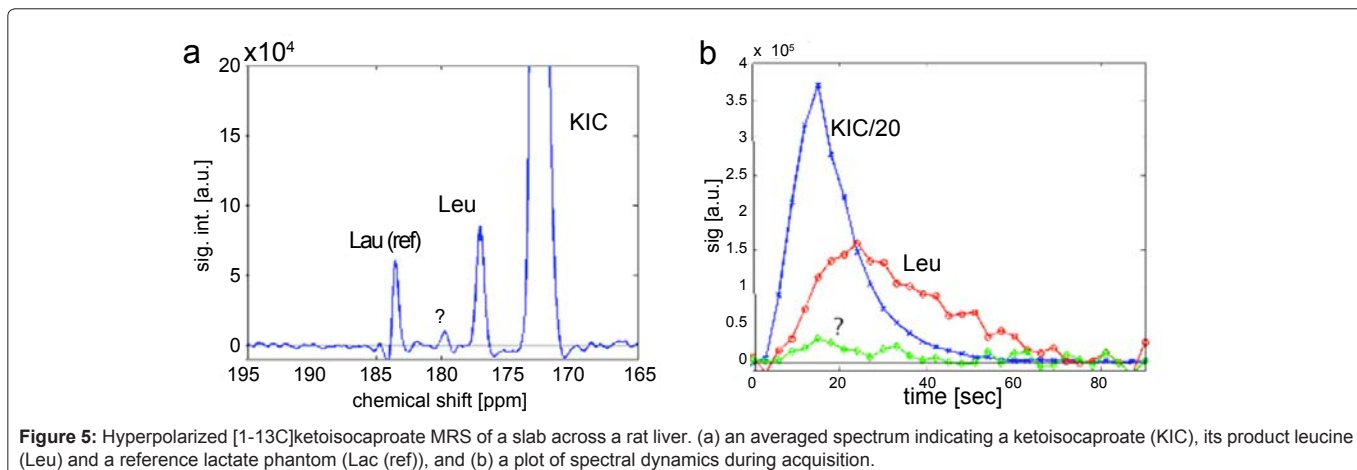 a
x10⁴
20
15
10
5
0
sig. int. [a.u.]
Lau (ref)
?
Leu
KIC
195 190 185 180 175 170 165
chemical shift [ppm]
b
x 10⁵
4
3.5
3
2.5
2
1.5
1
0.5
0
sig [a.u.]
KIC/20
Leu
?
0 20 40 60 80
time [sec]
Figure 5: Hyperpolarized [1-13C]ketoisocaproate MRS of a slab across a rat liver. (a) an averaged spectrum indicating a ketoisocaproate (KIC), its product leucine
(Leu) and a reference lactate phantom (Lac (ref)), and (b) a plot of spectral dynamics during acquisition.